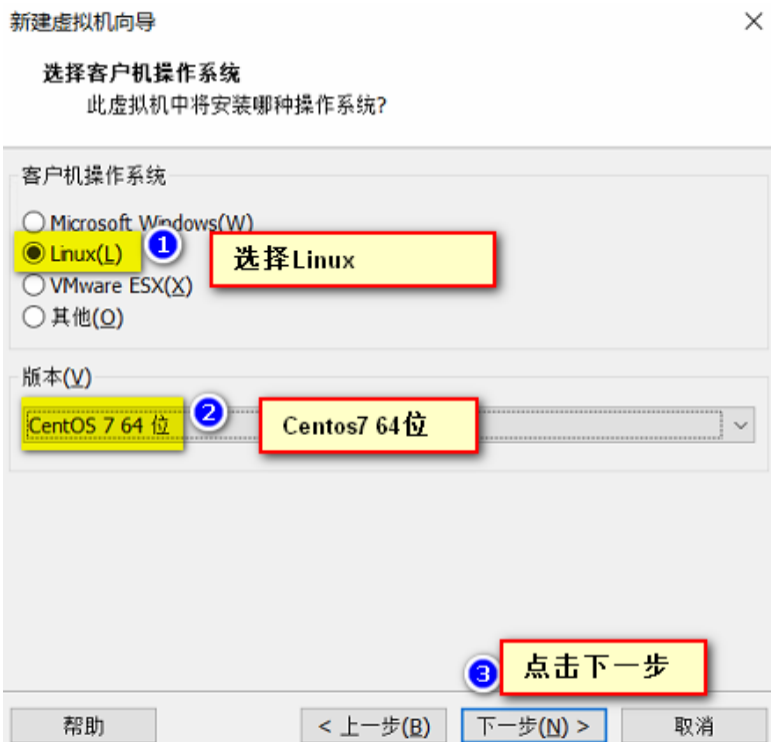 新建虚拟机向导
选择客户机操作系统
此虚拟机中将安装哪种操作系统?
客户机操作系统
Microsoft Windows(W)
Linux(L) 1 选择Linux
VMware ESX(X)
其他(O)
版本(V)
CentOS 7 64 位 2 Centos7 64位
3 点击下一步
帮助 < 上一步(B) 下一步(N) > 取消